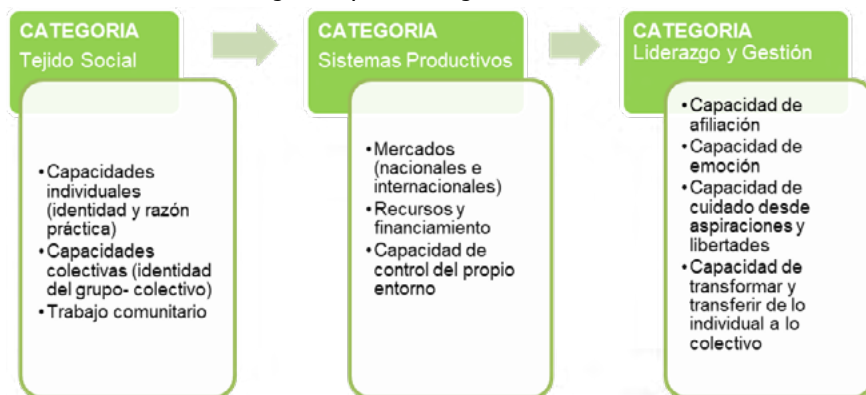 CATEGORIA
Tejido Social
•Capacidades
individuales
(identidad y razón
práctica)
•Capacidades
colectivas (identidad
del grupo- colectivo)
•Trabajo comunitario
CATEGORIA
Sistemas Productivos
•Mercados
(nacionales e
internacionales)
•Recursos y
financiamiento
•Capacidad de
control del propio
entorno
CATEGORIA
Liderazgo y Gestión
•Capacidad de
afiliación
•Capacidad de
emoción
•Capacidad de
cuidado desde
aspiraciones y
libertades
•Capacidad de
transformar y
transferir de lo
individual a lo
colectivo